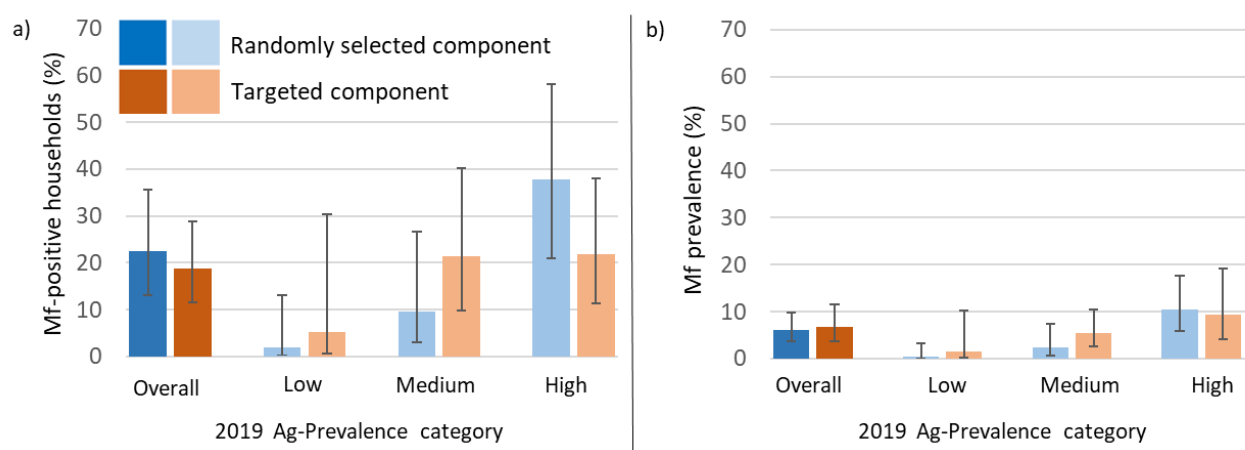 a)
Mf-positive households (%)
70
60
50
40
30
20
10
0
Randomly selected component
Targeted component
Overall
Low
Medium
High
2019 Ag-Prevalence category
b)
Mf prevalence (%)
70
60
50
40
30
20
10
0
Overall
Low
Medium
High
2019 Ag-Prevalence category